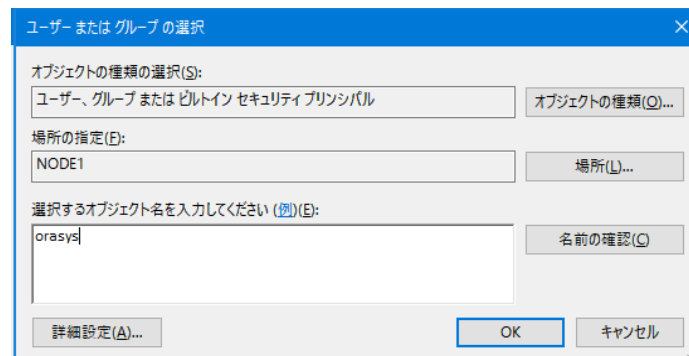 ユーザー または グループ の選択
オブジェクトの種類の選択(S):
ユーザー、グループ または ビルトイン セキュリティ プリンシパル
オブジェクトの種類(O)...
場所の指定(F):
NODE1
場所(L)...
選択するオブジェクト名を入力してください (例)(E):
orasys
名前の確認(C)
詳細設定(A)...
OK
キャンセル